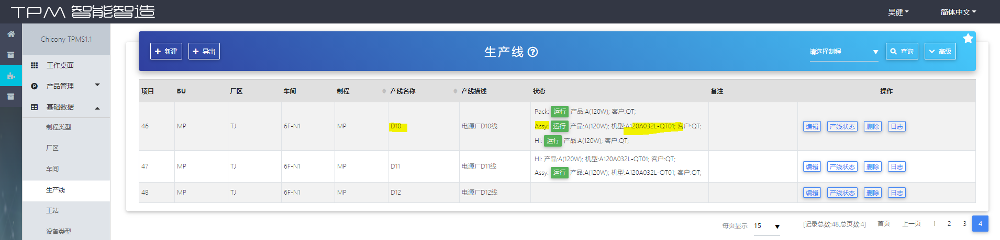 TPM 智能智造
吴健
简体中文
Chicony TPMS1.1
工作桌面
产品管理
基础数据
制程类型
厂区
车间
生产线
工站
设备类型
新建
导出
生产线
请选择制程
查询
高级
项目 BU 厂区 车间 制程 产线名称 产线描述 状态 备注 操作
46 MP TJ 6F-N1 MP D10 电源厂D10线
Pack: 运行 产品:A(120W); 客户:QT;
Assy: 运行 产品:A(120W); 机型:A120A032L-QT01; 客户:QT;
HI: 运行 产品:A(120W); 客户:QT;
编辑 产线状态 删除 日志
47 MP TJ 6F-N1 MP D11 电源厂D11线
HI: 产品:A(120W); 机型:A120A032L-QT01; 客户:QT;
Assy: 运行 产品:A(120W); 机型:A120A032L-QT01; 客户:QT;
编辑 产线状态 删除 日志
48 MP TJ 6F-N1 MP D12 电源厂D12线
编辑 产线状态 删除 日志
每页显示 15 [记录总数:48,总页数:4] 首页 上一页 1 2 3 4